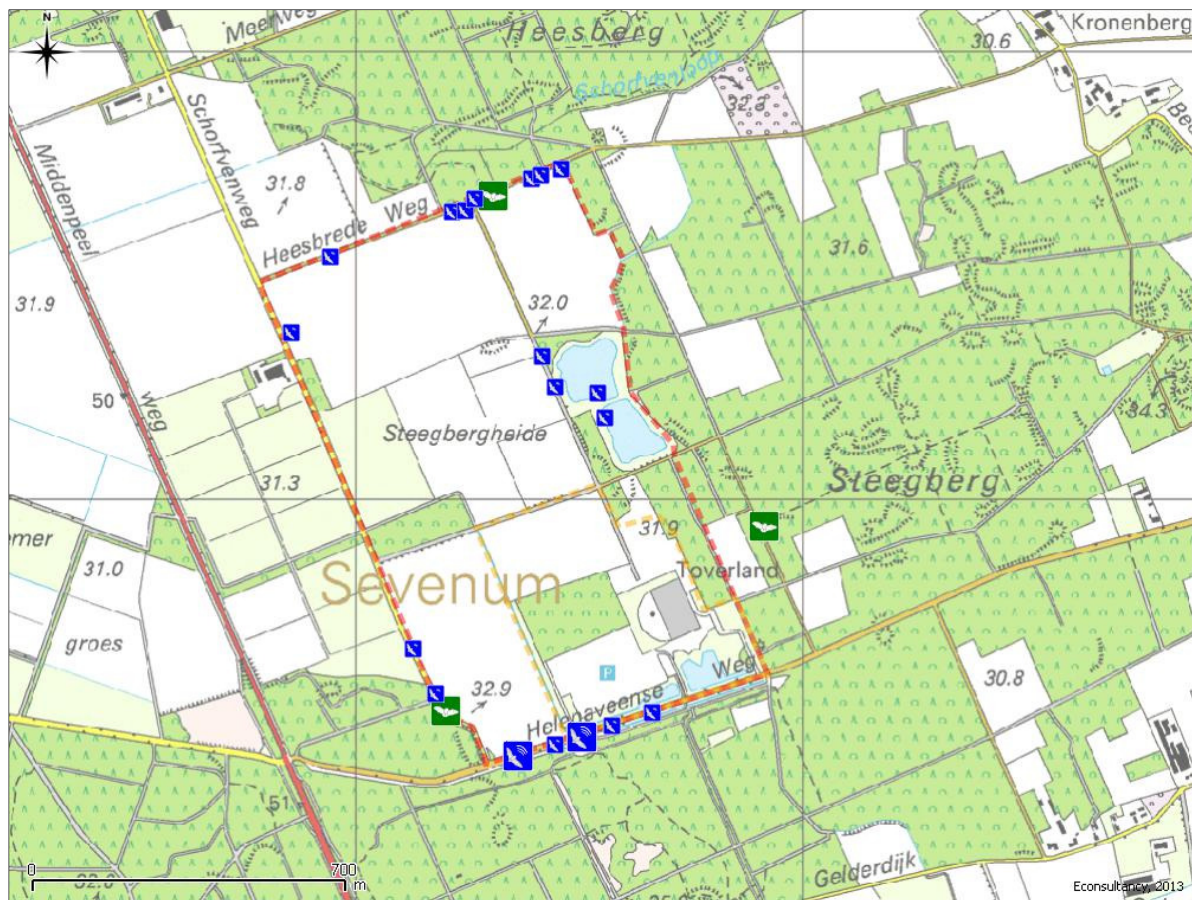 N
Meerweg
Heesberg
Kronenberg
30.6
Schorfvenloop
32.3
Schorfvenweg
Middenpeel
31.8
Heesbrede Weg
31.6
31.9
32.0
50
weg
34.3
Steegbergheide
31.3
Steegberg
emer
31.9
31.0
Sevenum
Toverland
groes
P
Weg
30.8
32.9
Helenaveense
51
0
700
m
Gelderdijk
Econsultancy, 2013